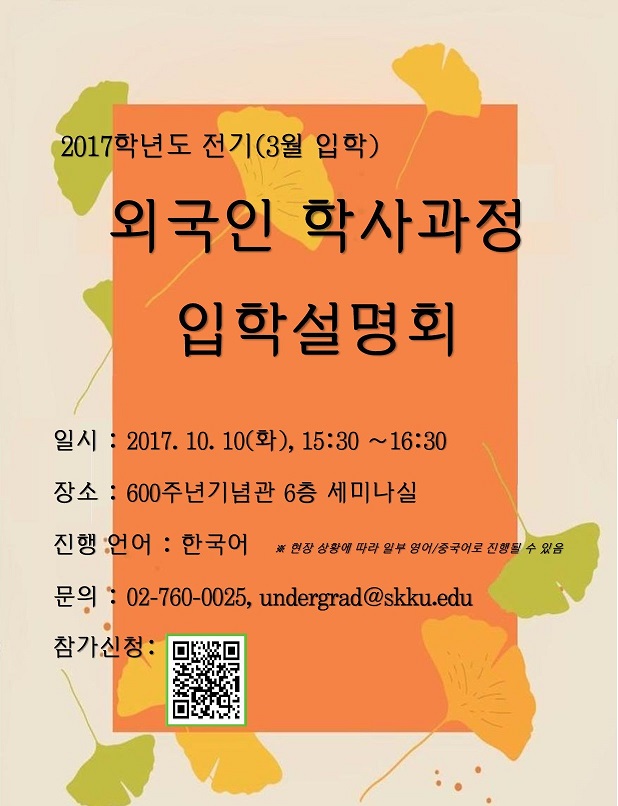 2017학년도 전기(3월 입학)
외국인 학사과정
입학설명회
일시 : 2017. 10. 10(화), 15:30 ~16:30
장소 : 600주년기념관 6층 세미나실
진행 언어 : 한국어 ※ 현장 상황에 따라 일부 영어/중국어로 진행될 수 있음
문의 : 02-760-0025, undergrad@skku.edu
참가신청: